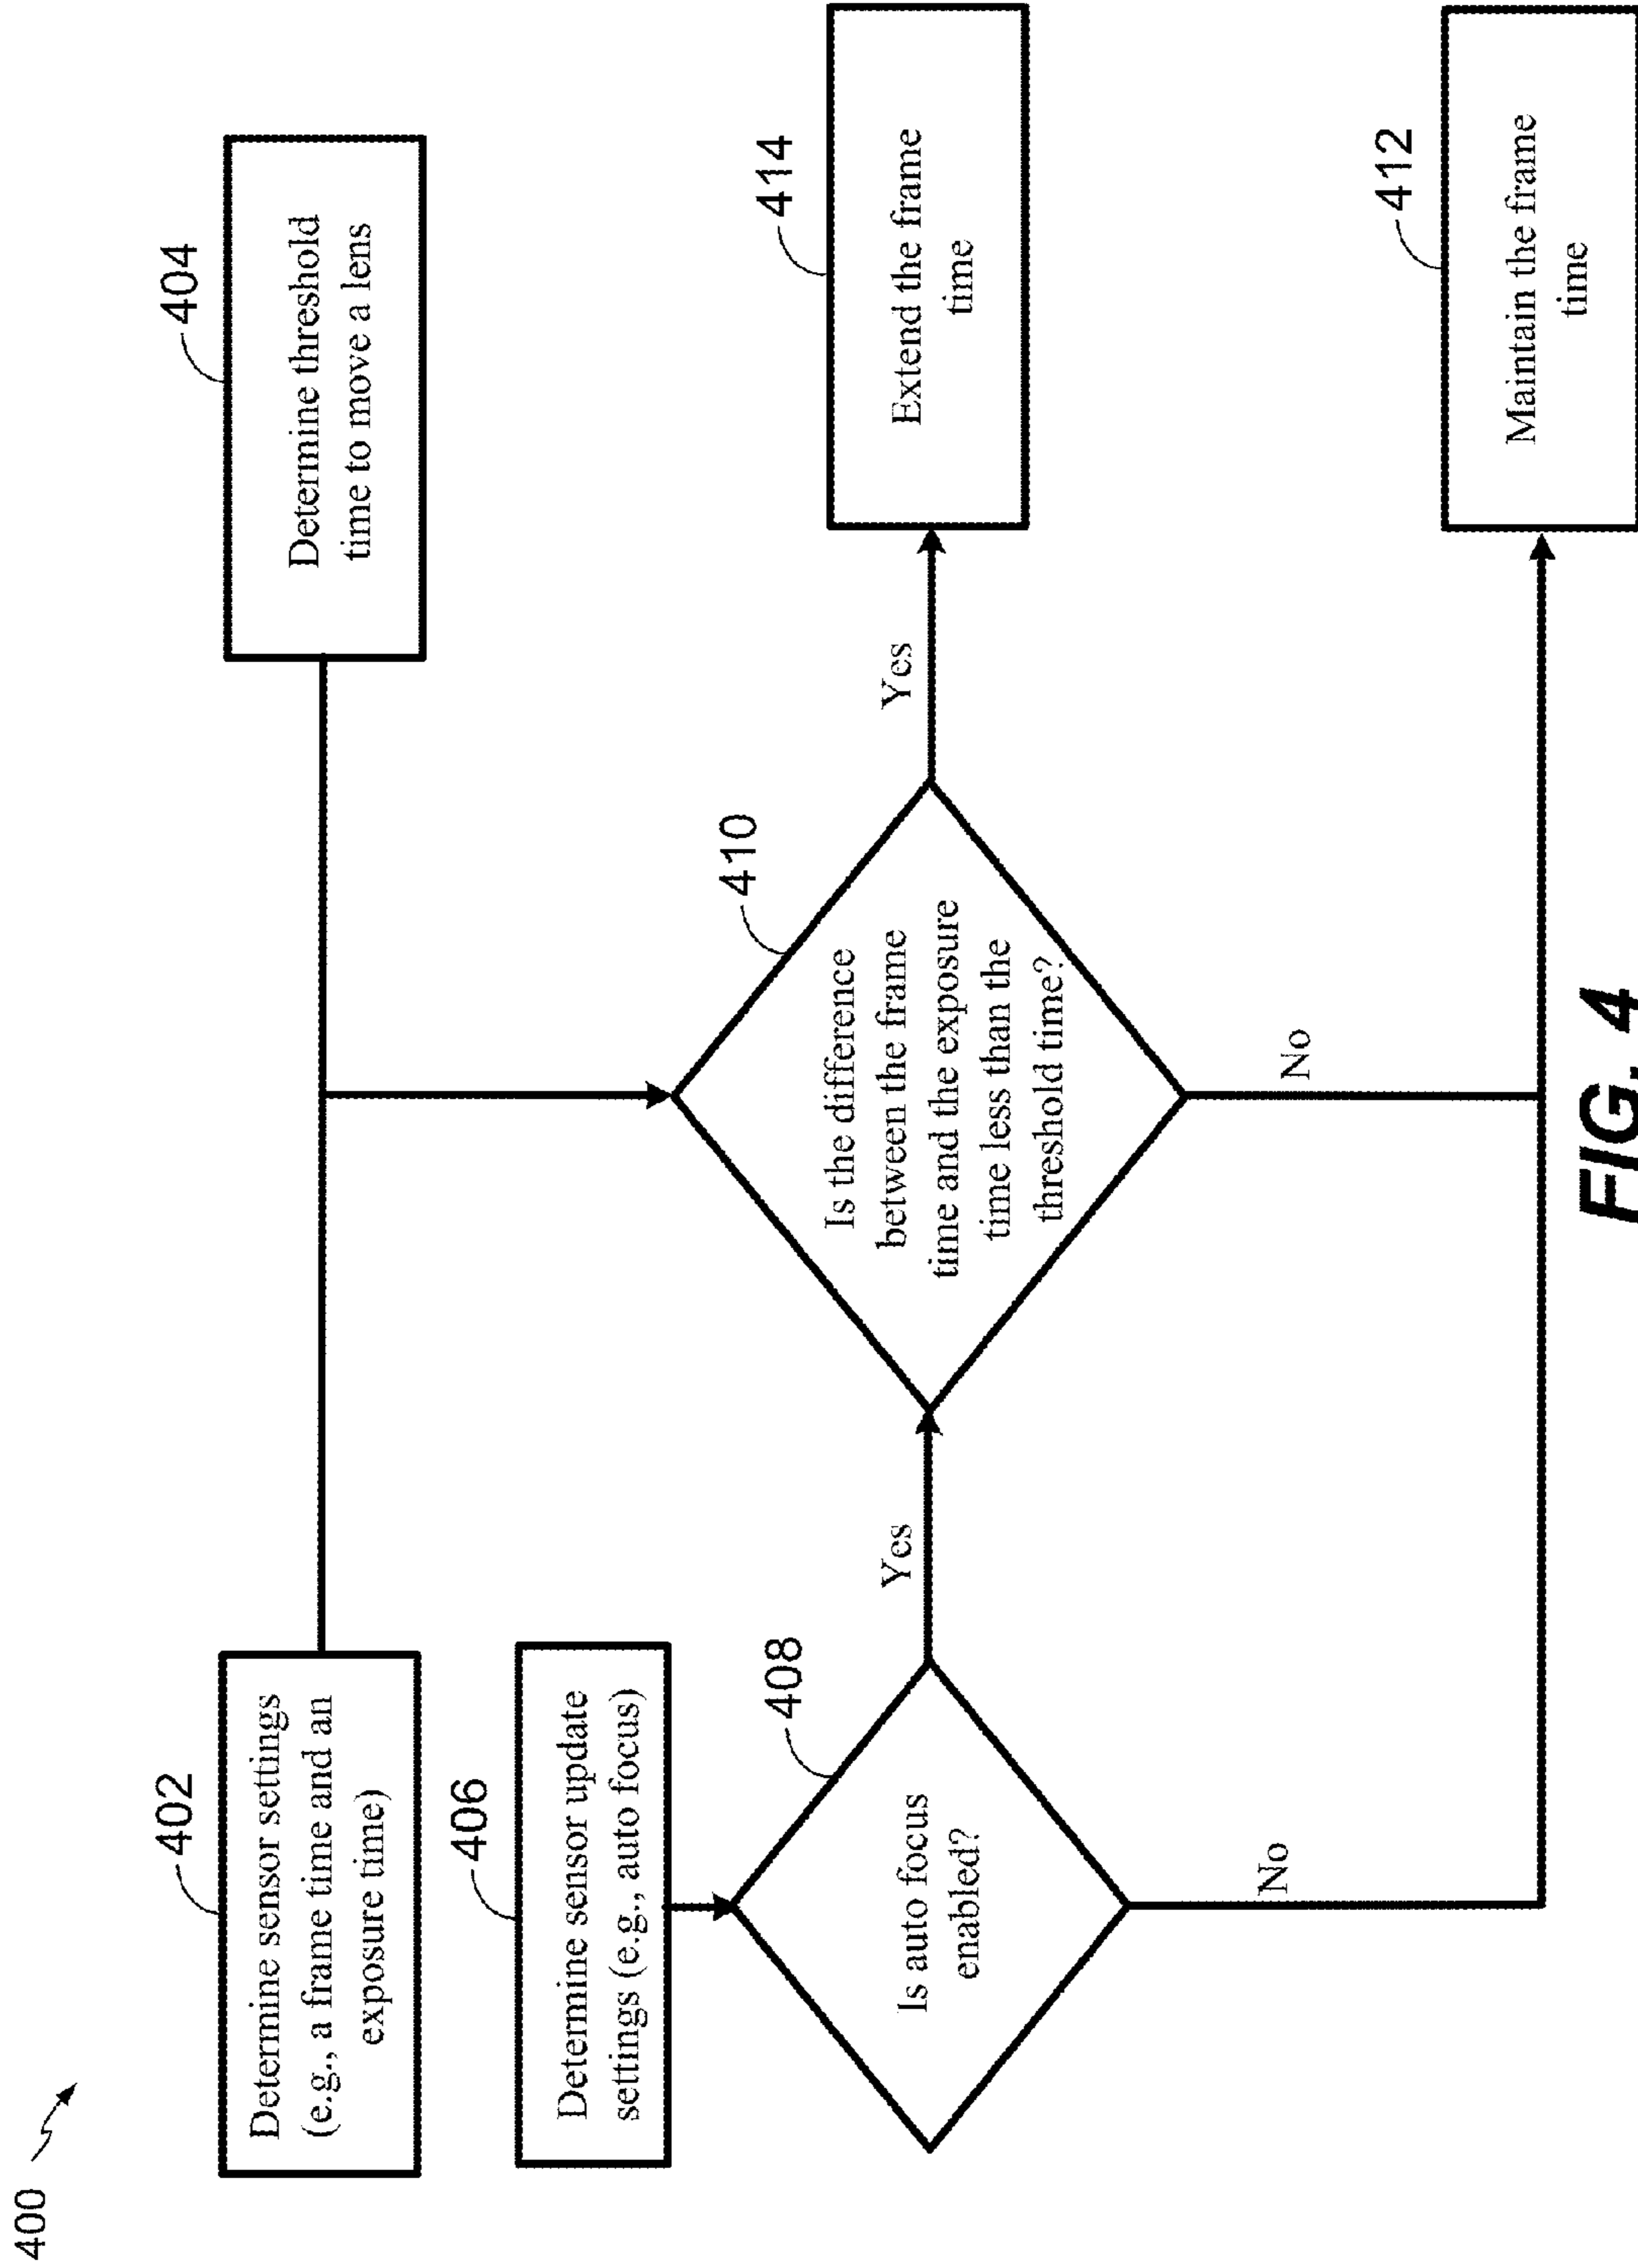 400
402
Determine sensor settings
(e.g., a frame time and an
exposure time)
404
Determine threshold
time to move a lens
406
Determine sensor update
settings (e.g., auto focus)
408
Is auto focus
enabled?
Yes
No
410
Is the difference
between the frame
time and the exposure
time less than the
threshold time?
Yes
No
414
Extend the frame
time
412
Maintain the frame
time
FIG. 4